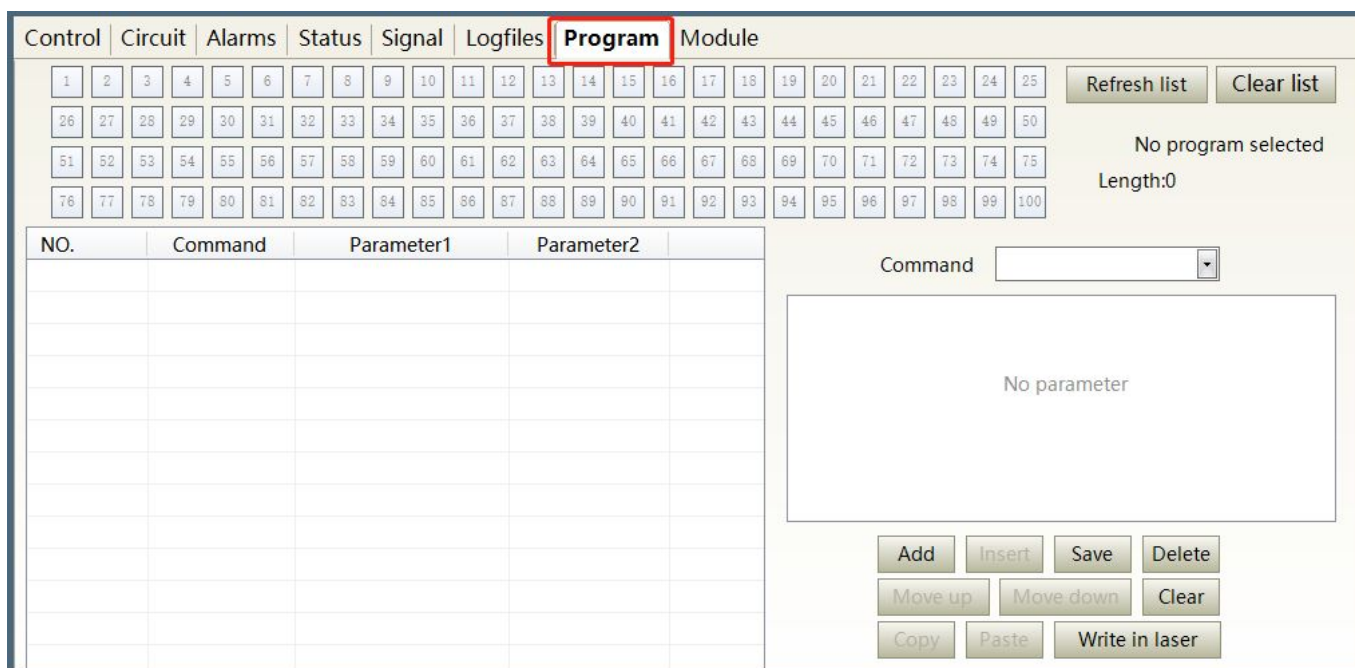 Control Circuit Alarms Status Signal Logfiles Program Module
1 2 3 4 5 6 7 8 9 10 11 12 13 14 15 16 17 18 19 20 21 22 23 24 25 Refresh list Clear list
26 27 28 29 30 31 32 33 34 35 36 37 38 39 40 41 42 43 44 45 46 47 48 49 50
No program selected
51 52 53 54 55 56 57 58 59 60 61 62 63 64 65 66 67 68 69 70 71 72 73 74 75
Length:0
76 77 78 79 80 81 82 83 84 85 86 87 88 89 90 91 92 93 94 95 96 97 98 99 100
NO. Command Parameter1 Parameter2
Command
No parameter
Add Insert Save Delete
Move up Move down Clear
Copy Paste Write in laser